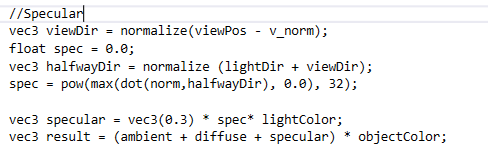 //Specular
vec3 viewDir = normalize(viewPos - v_norm);
float spec = 0.0;
vec3 halfwayDir = normalize (lightDir + viewDir);
spec = pow(max(dot(norm,halfwayDir), 0.0), 32);
vec3 specular = vec3(0.3) * spec* lightColor;
vec3 result = (ambient + diffuse + specular) * objectColor;